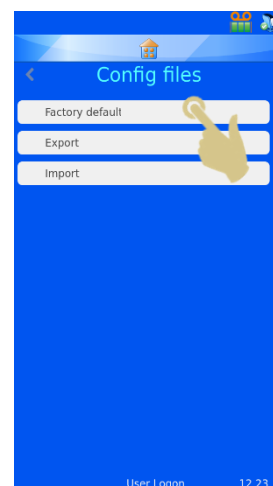 Config files
Factory default
Export
Import
User Logon 12 23